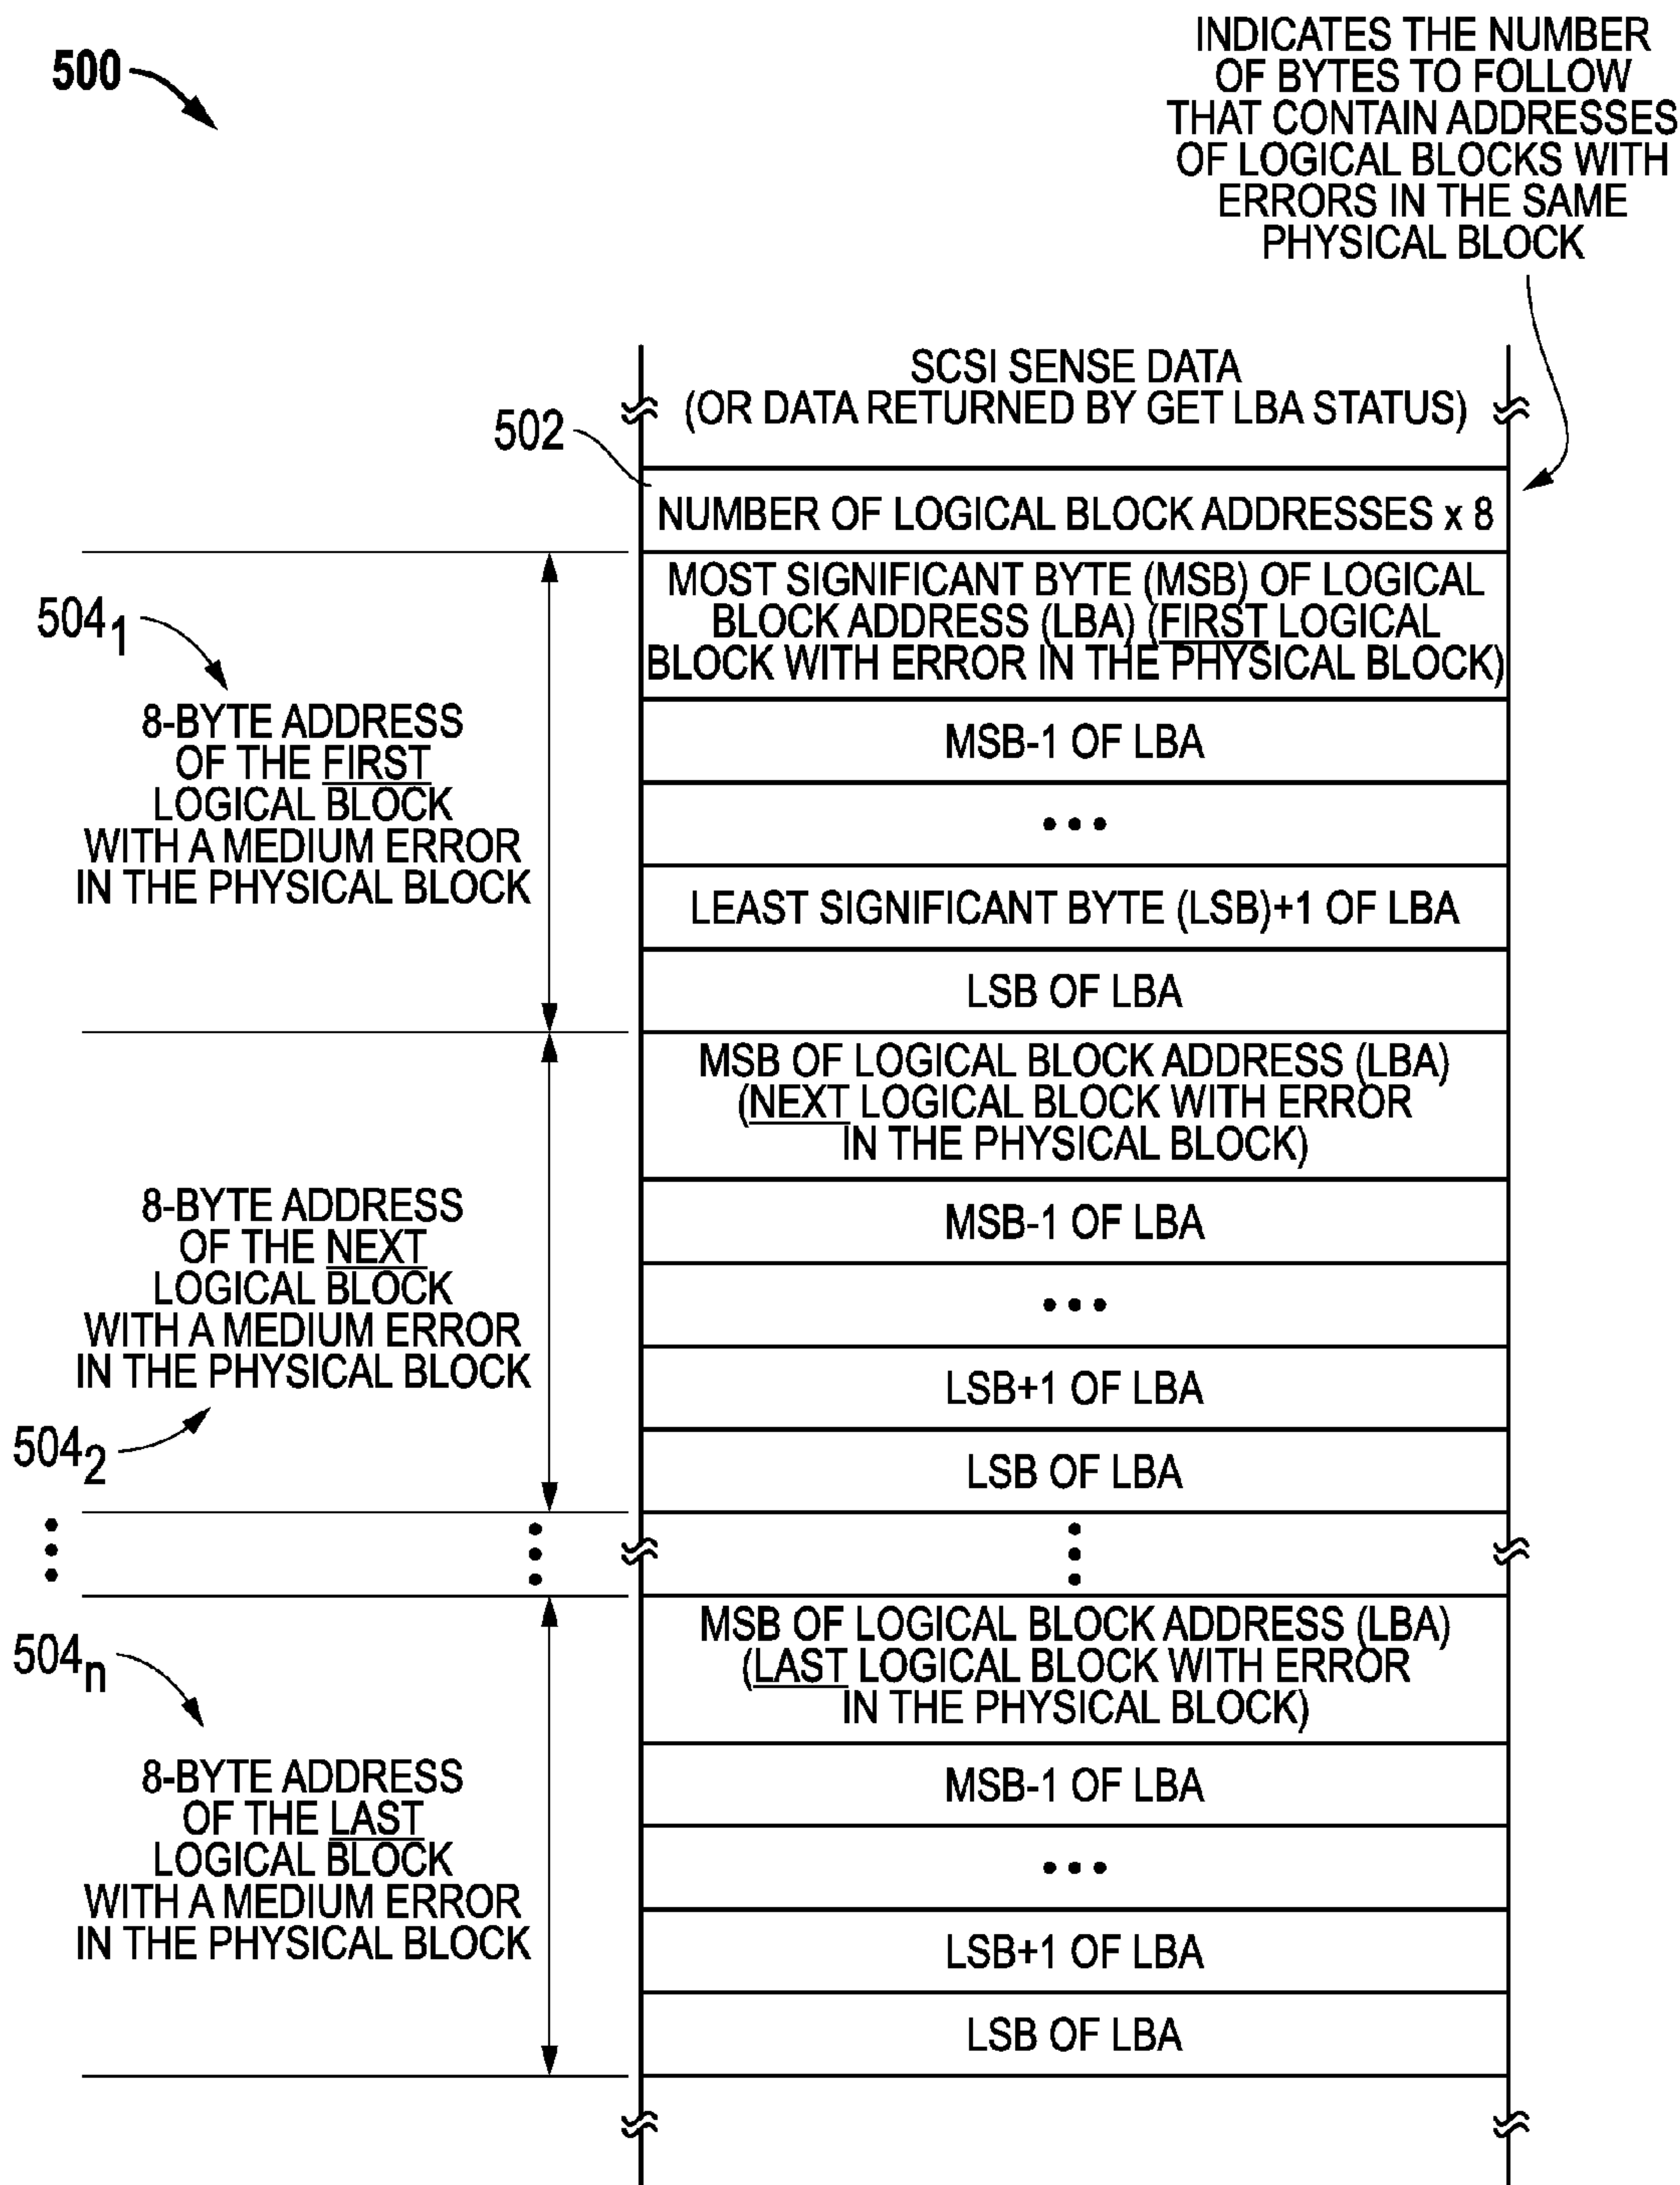 500
INDICATES THE NUMBER
OF BYTES TO FOLLOW
THAT CONTAIN ADDRESSES
OF LOGICAL BLOCKS WITH
ERRORS IN THE SAME
PHYSICAL BLOCK
SCSI SENSE DATA
(OR DATA RETURNED BY GET LBA STATUS)
502
NUMBER OF LOGICAL BLOCK ADDRESSES x 8
504₁
8-BYTE ADDRESS
OF THE FIRST
LOGICAL BLOCK
WITH A MEDIUM ERROR
IN THE PHYSICAL BLOCK
MOST SIGNIFICANT BYTE (MSB) OF LOGICAL
BLOCK ADDRESS (LBA) (FIRST LOGICAL
BLOCK WITH ERROR IN THE PHYSICAL BLOCK)
MSB-1 OF LBA
• • •
LEAST SIGNIFICANT BYTE (LSB)+1 OF LBA
LSB OF LBA
8-BYTE ADDRESS
OF THE NEXT
LOGICAL BLOCK
WITH A MEDIUM ERROR
IN THE PHYSICAL BLOCK
504₂
MSB OF LOGICAL BLOCK ADDRESS (LBA)
(NEXT LOGICAL BLOCK WITH ERROR
IN THE PHYSICAL BLOCK)
MSB-1 OF LBA
• • •
LSB+1 OF LBA
LSB OF LBA
504ₙ
8-BYTE ADDRESS
OF THE LAST
LOGICAL BLOCK
WITH A MEDIUM ERROR
IN THE PHYSICAL BLOCK
MSB OF LOGICAL BLOCK ADDRESS (LBA)
(LAST LOGICAL BLOCK WITH ERROR
IN THE PHYSICAL BLOCK)
MSB-1 OF LBA
• • •
LSB+1 OF LBA
LSB OF LBA